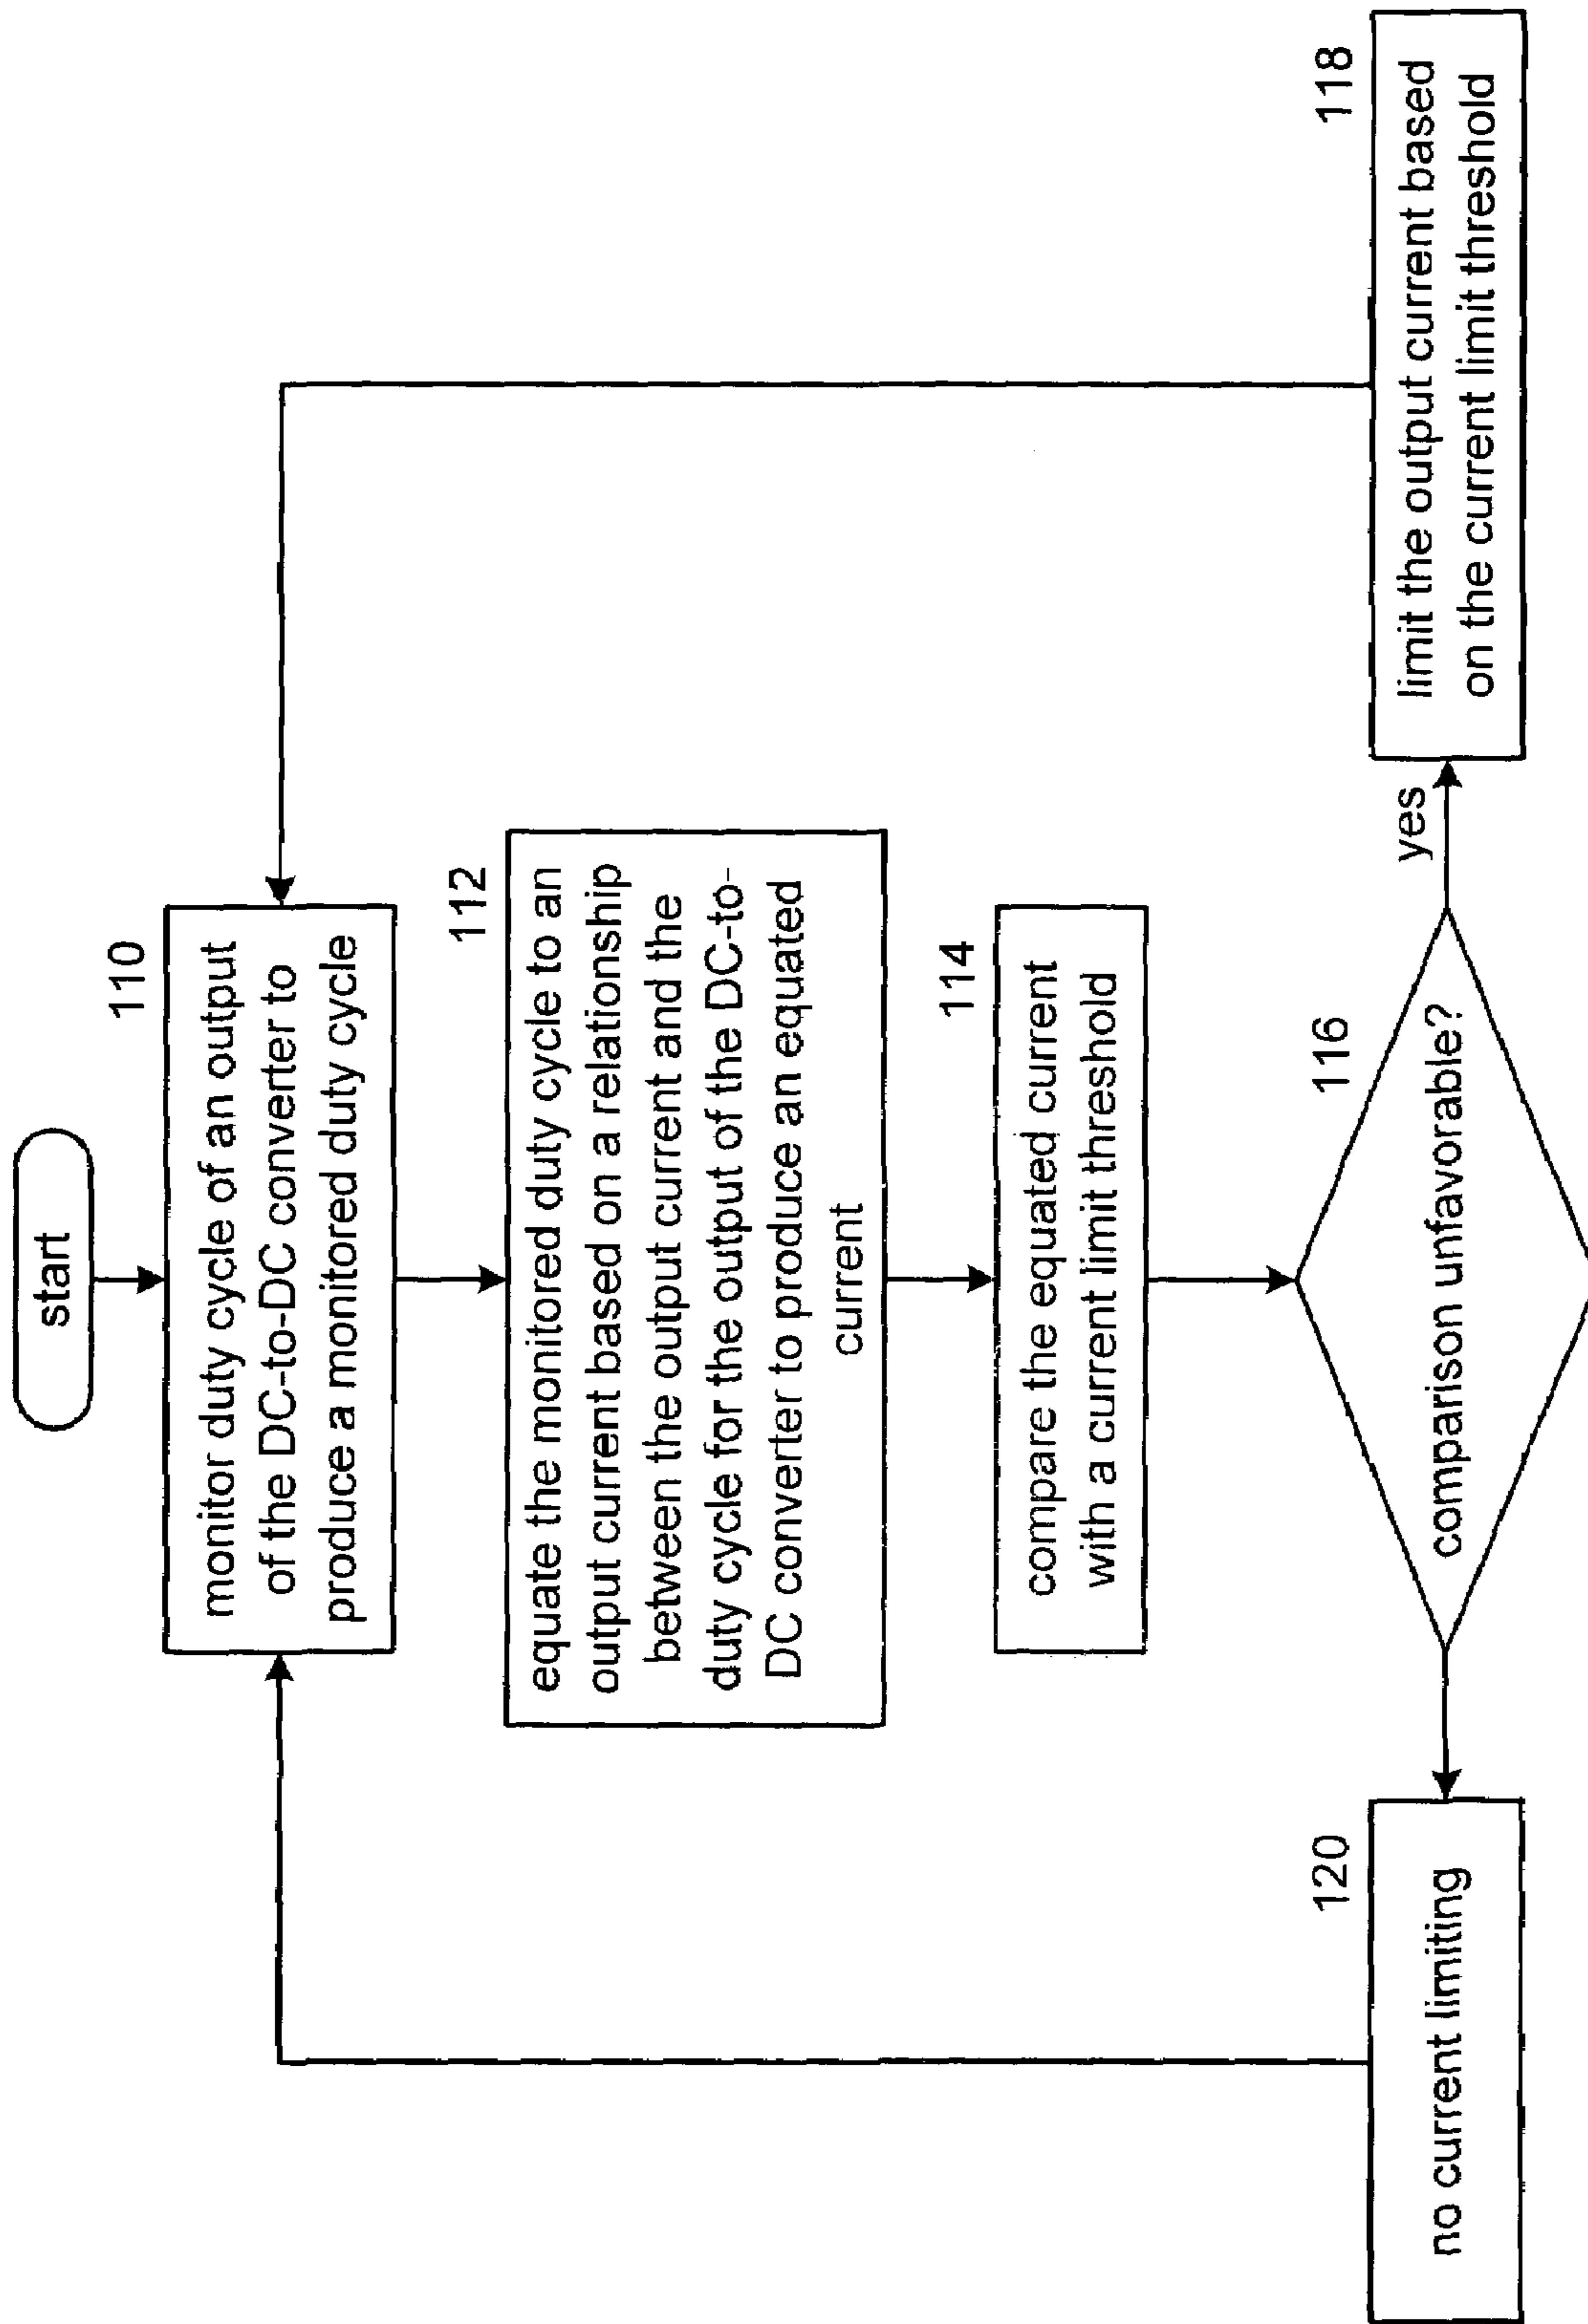 start
110
monitor duty cycle of an output
of the DC-to-DC converter to
produce a monitored duty cycle
112
equate the monitored duty cycle to an
output current based on a relationship
between the output current and the
duty cycle for the output of the DC-to-
DC converter to produce an equated
current
114
compare the equated current
with a current limit threshold
116
comparison unfavorable?
yes
118
limit the output current based
on the current limit threshold
120
no current limiting